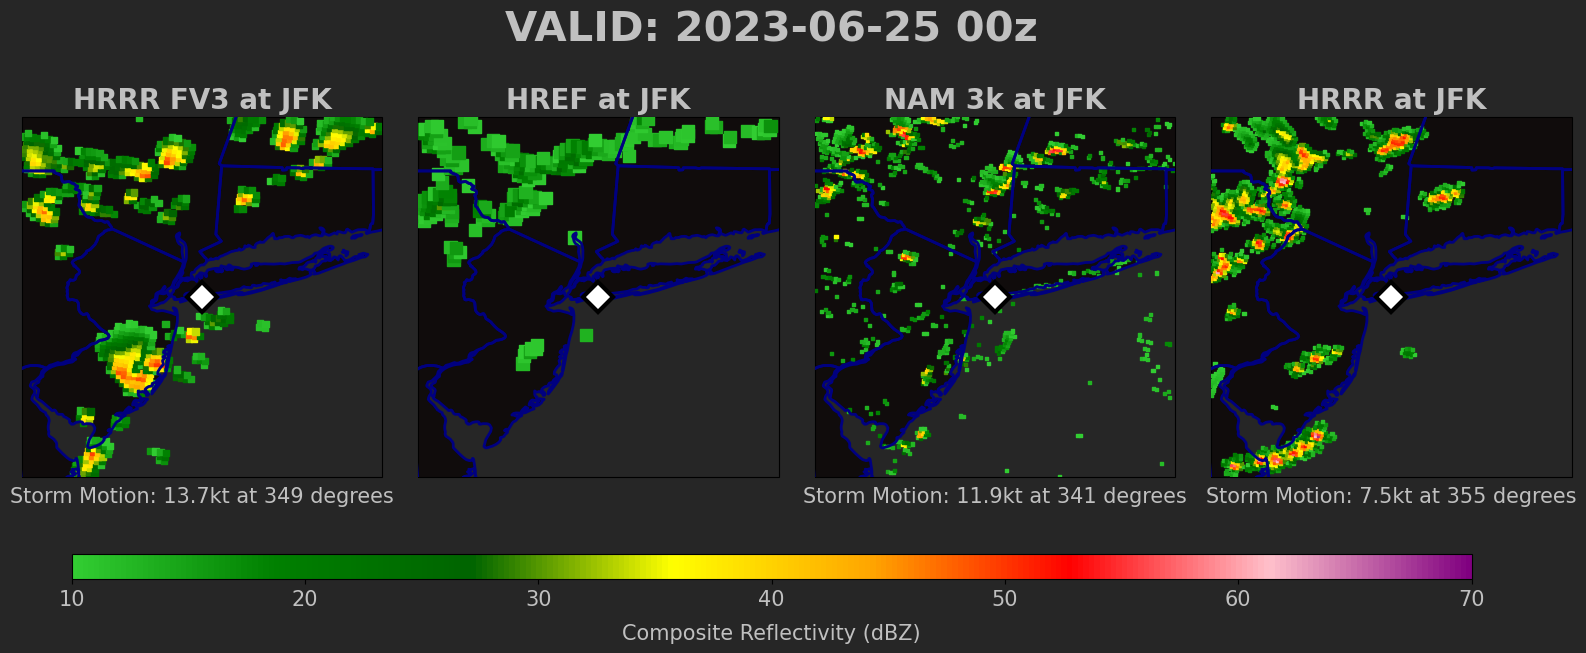 VALID: 2023-06-25 00z
HRRR FV3 at JFK
HREF at JFK
NAM 3k at JFK
HRRR at JFK
Storm Motion: 13.7kt at 349 degrees
Storm Motion: 11.9kt at 341 degrees
Storm Motion: 7.5kt at 355 degrees
10 20 30 40 50 60 70
Composite Reflectivity (dBZ)